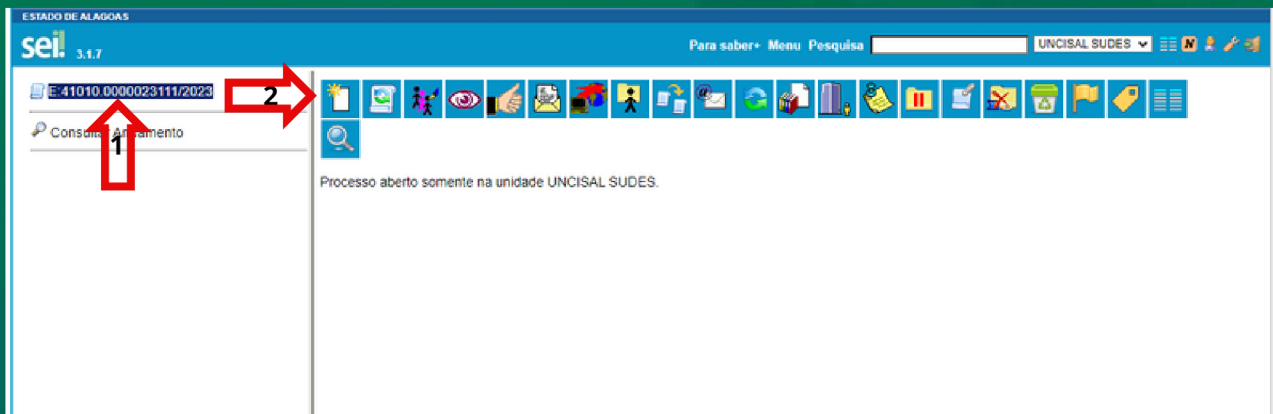 ESTADO DE ALAGOAS
sei! 3.1.7
Para saber+ Menu Pesquisa UNCISAL SUDES N
E:41010.0000023111/2023
2
Consultar Andamento
1
Processo aberto somente na unidade UNCISAL SUDES.